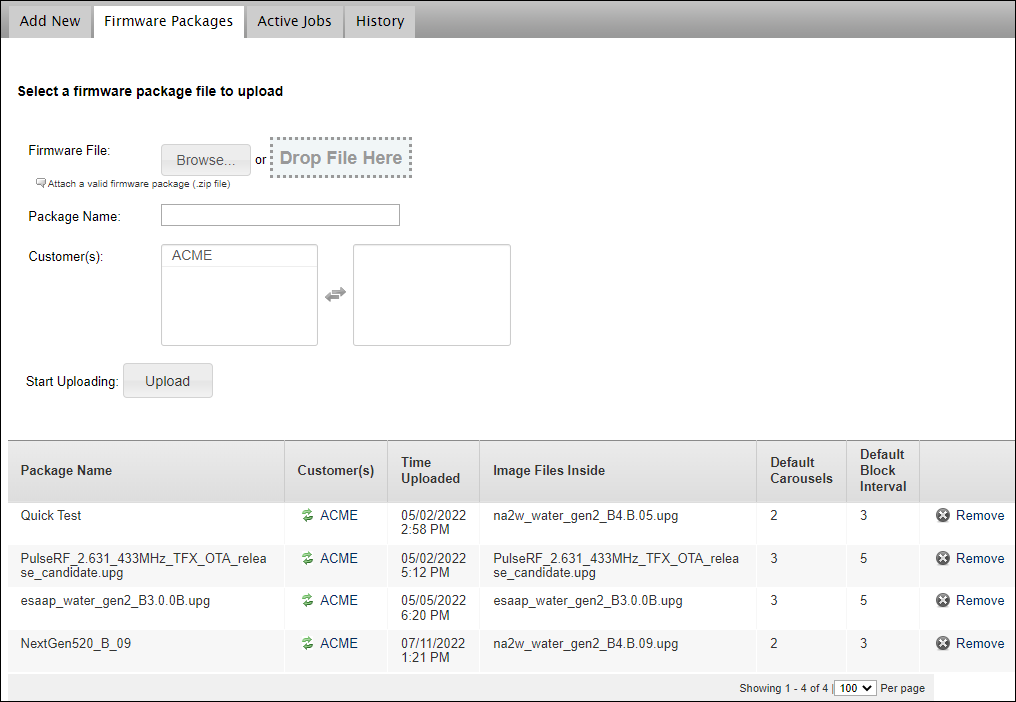 Add New Firmware Packages Active Jobs History
Select a firmware package file to upload
Firmware File: Browse... or Drop File Here
Attach a valid firmware package (.zip file)
Package Name:
Customer(s): ACME
Start Uploading: Upload
Package Name Customer(s) Time Uploaded Image Files Inside Default Carousels Default Block Interval
Quick Test ACME 05/02/2022 2:58 PM na2w_water_gen2_B4.B.05.upg 2 3 Remove
PulseRF_2.631_433MHz_TFX_OTA_release_candidate.upg ACME 05/02/2022 5:12 PM PulseRF_2.631_433MHz_TFX_OTA_release_candidate.upg 3 5 Remove
esaap_water_gen2_B3.0.0B.upg ACME 05/05/2022 6:20 PM esaap_water_gen2_B3.0.0B.upg 3 5 Remove
NextGen520_B_09 ACME 07/11/2022 1:21 PM na2w_water_gen2_B4.B.09.upg 2 3 Remove
Showing 1 - 4 of 4 | 100 Per page